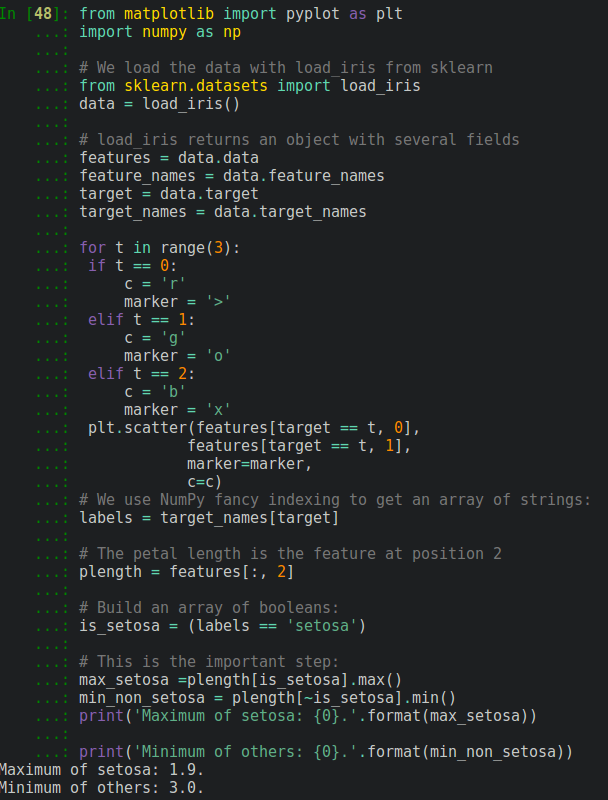 In [48]: from matplotlib import pyplot as plt
    ...: import numpy as np
    ...:
    ...: # We load the data with load_iris from sklearn
    ...: from sklearn.datasets import load_iris
    ...: data = load_iris()
    ...:
    ...: # load_iris returns an object with several fields
    ...: features = data.data
    ...: feature_names = data.feature_names
    ...: target = data.target
    ...: target_names = data.target_names
    ...:
    ...: for t in range(3):
    ...:  if t == 0:
    ...:      c = 'r'
    ...:      marker = '>'
    ...:  elif t == 1:
    ...:      c = 'g'
    ...:      marker = 'o'
    ...:  elif t == 2:
    ...:      c = 'b'
    ...:      marker = 'x'
    ...:  plt.scatter(features[target == t, 0],
    ...:             features[target == t, 1],
    ...:             marker=marker,
    ...:             c=c)
    ...: # We use NumPy fancy indexing to get an array of strings:
    ...: labels = target_names[target]
    ...:
    ...: # The petal length is the feature at position 2
    ...: plength = features[:, 2]
    ...:
    ...: # Build an array of booleans:
    ...: is_setosa = (labels == 'setosa')
    ...:
    ...: # This is the important step:
    ...: max_setosa =plength[is_setosa].max()
    ...: min_non_setosa = plength[~is_setosa].min()
    ...: print('Maximum of setosa: {0}.'.format(max_setosa))
    ...:
    ...: print('Minimum of others: {0}.'.format(min_non_setosa))
Maximum of setosa: 1.9.
Minimum of others: 3.0.